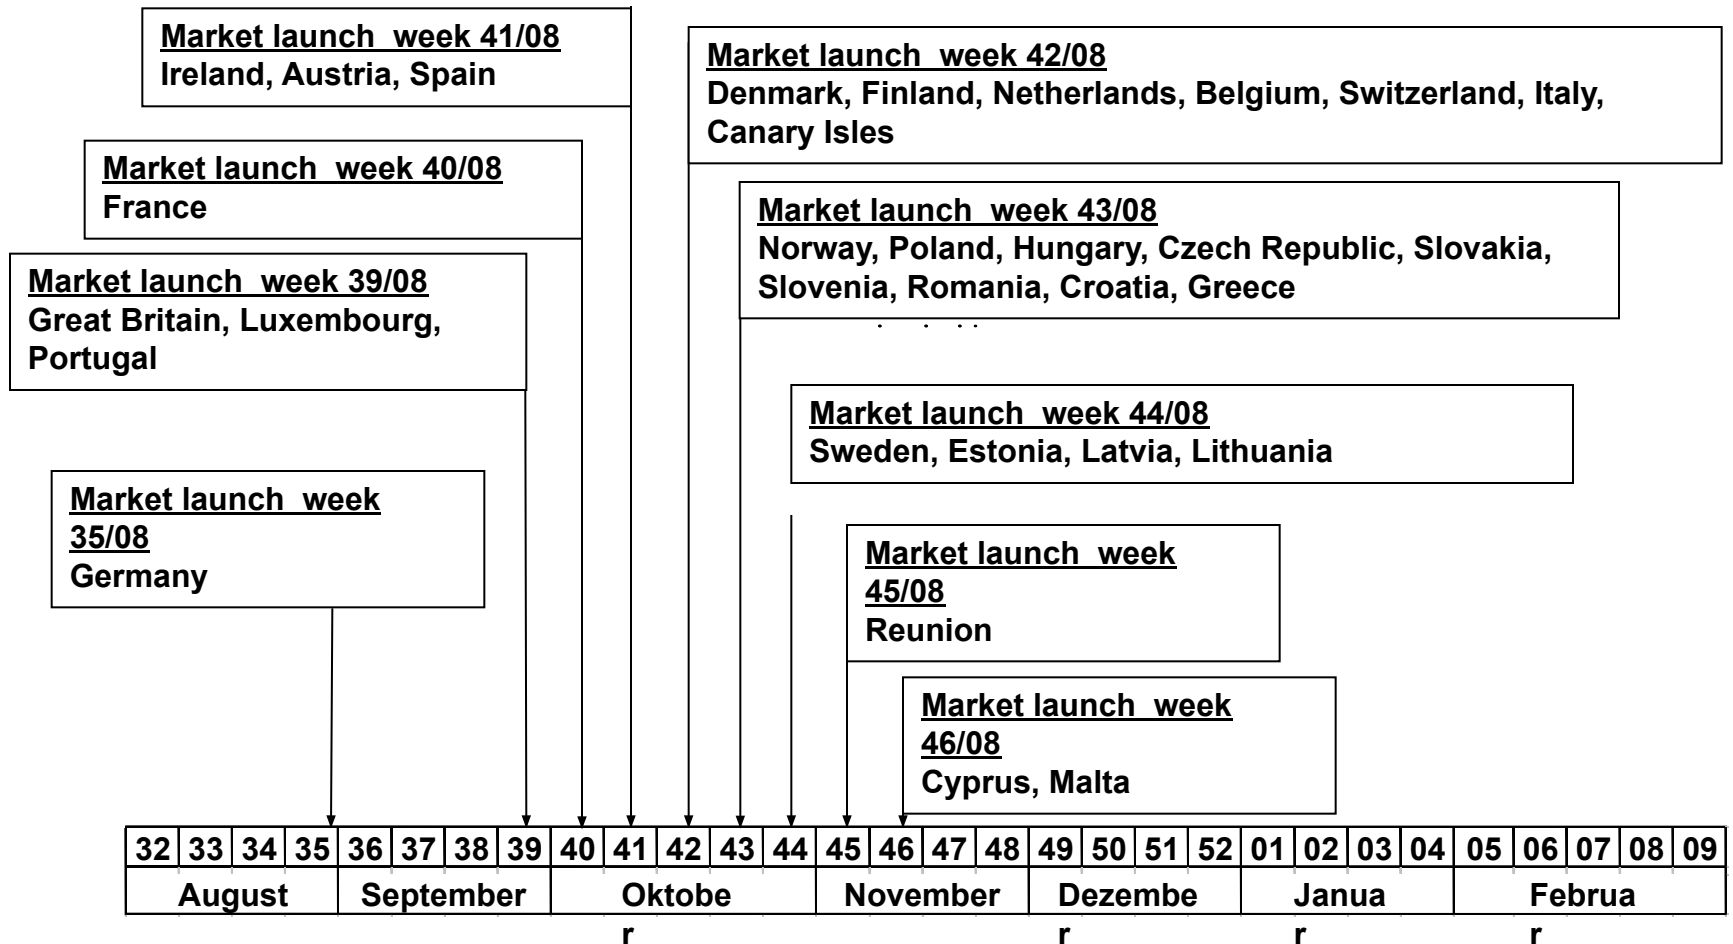 Market launch  week 41/08
Ireland, Austria, Spain
Market launch  week 42/08
Denmark, Finland, Netherlands, Belgium, Switzerland, Italy,
Canary Isles
Market launch  week 40/08
France
Market launch  week 43/08
Norway, Poland, Hungary, Czech Republic, Slovakia,
Slovenia, Romania, Croatia, Greece
Market launch  week 39/08
Great Britain, Luxembourg,
Portugal
Market launch  week 44/08
Sweden, Estonia, Latvia, Lithuania
Market launch  week
35/08
Germany
Market launch  week
45/08
Reunion
Market launch  week
46/08
Cyprus, Malta
32 33 34 35 36 37 38 39 40 41 42 43 44 45 46 47 48 49 50 51 52 01 02 03 04 05 06 07 08 09
August September Oktobe November Dezembe Janua Februa
r r r r